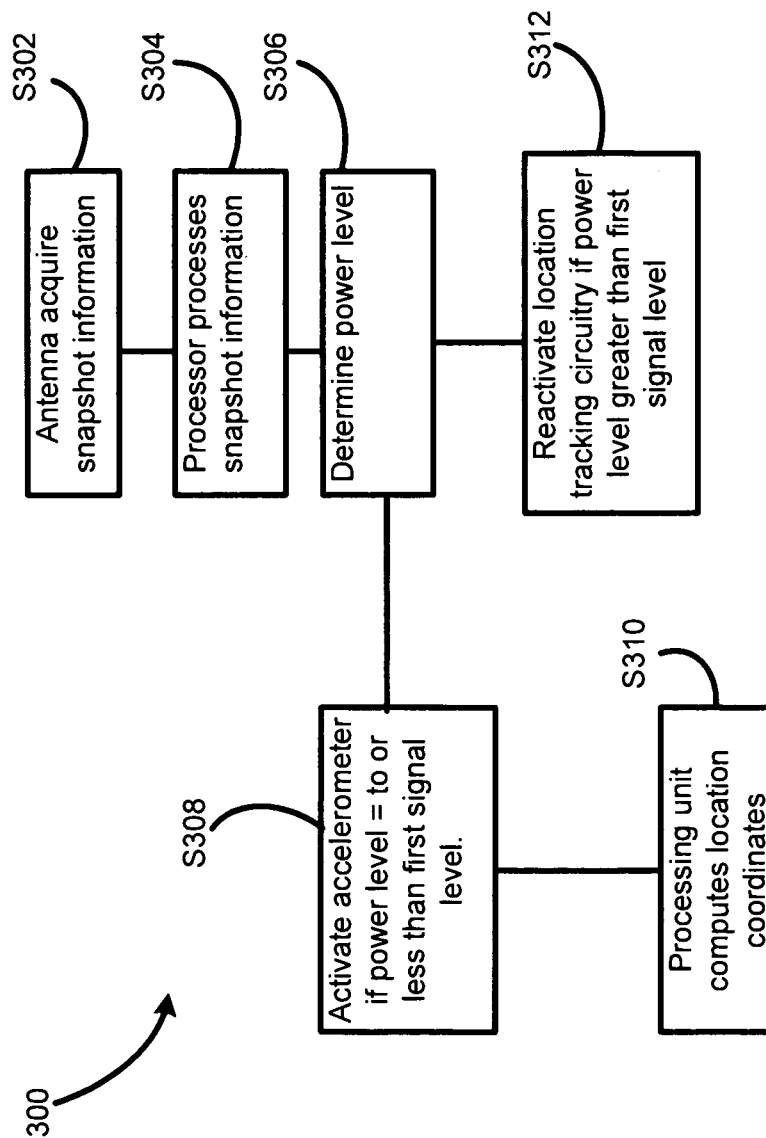 300
Antenna acquire
snapshot information
S302
Processor processes
snapshot information
S304
Determine power level
S306
Activate accelerometer
if power level = to or
less than first signal
level.
S308
Processing unit
computes location
coordinates
S310
Reactivate location
tracking circuitry if power
level greater than first
signal level
S312